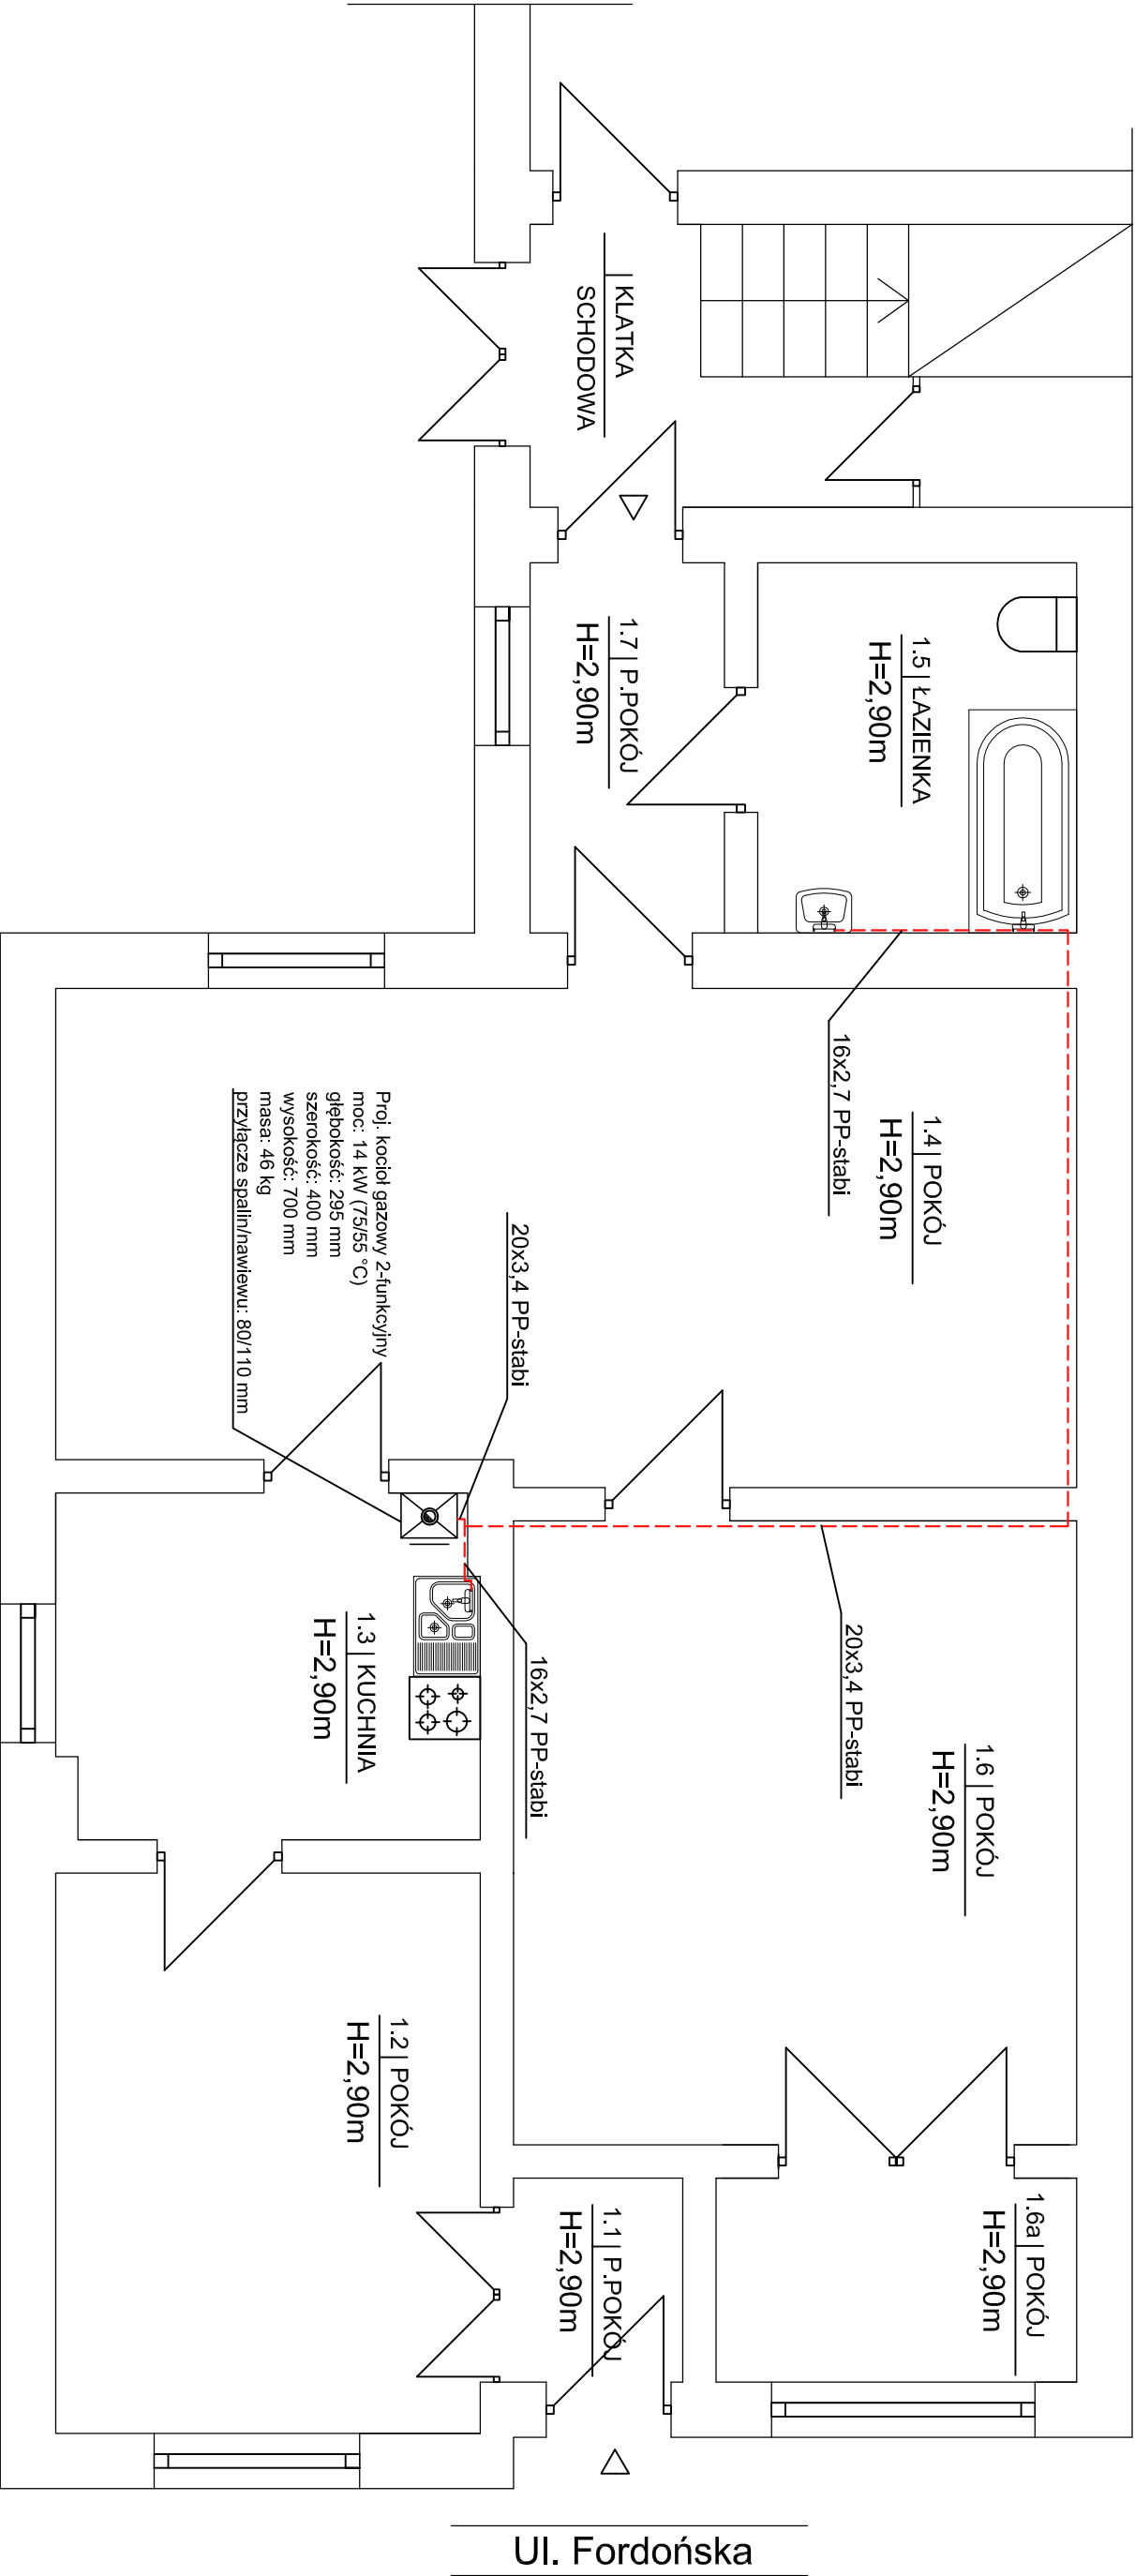 KLATKA
SCHODOWA
1.7 | P.POKÓJ
H=2,90m
1.5 | ŁAZIENKA
H=2,90m
16x2,7 PP-stabi
1.4 | POKÓJ
H=2,90m
Proj. kocioł gazowy 2-funkcyjny
moc: 14 kW (75/55 °C)
głębokość: 295 mm
szerokość: 400 mm
wysokość: 700 mm
masa: 46 kg
przyłącze spalin/nawiewu: 80/110 mm
20x3,4 PP-stabi
1.3 | KUCHNIA
H=2,90m
16x2,7 PP-stabi
20x3,4 PP-stabi
1.6 | POKÓJ
H=2,90m
1.2 | POKÓJ
H=2,90m
1.1 | P.POKÓJ
H=2,90m
1.6a | POKÓJ
H=2,90m
Ul. Fordońska